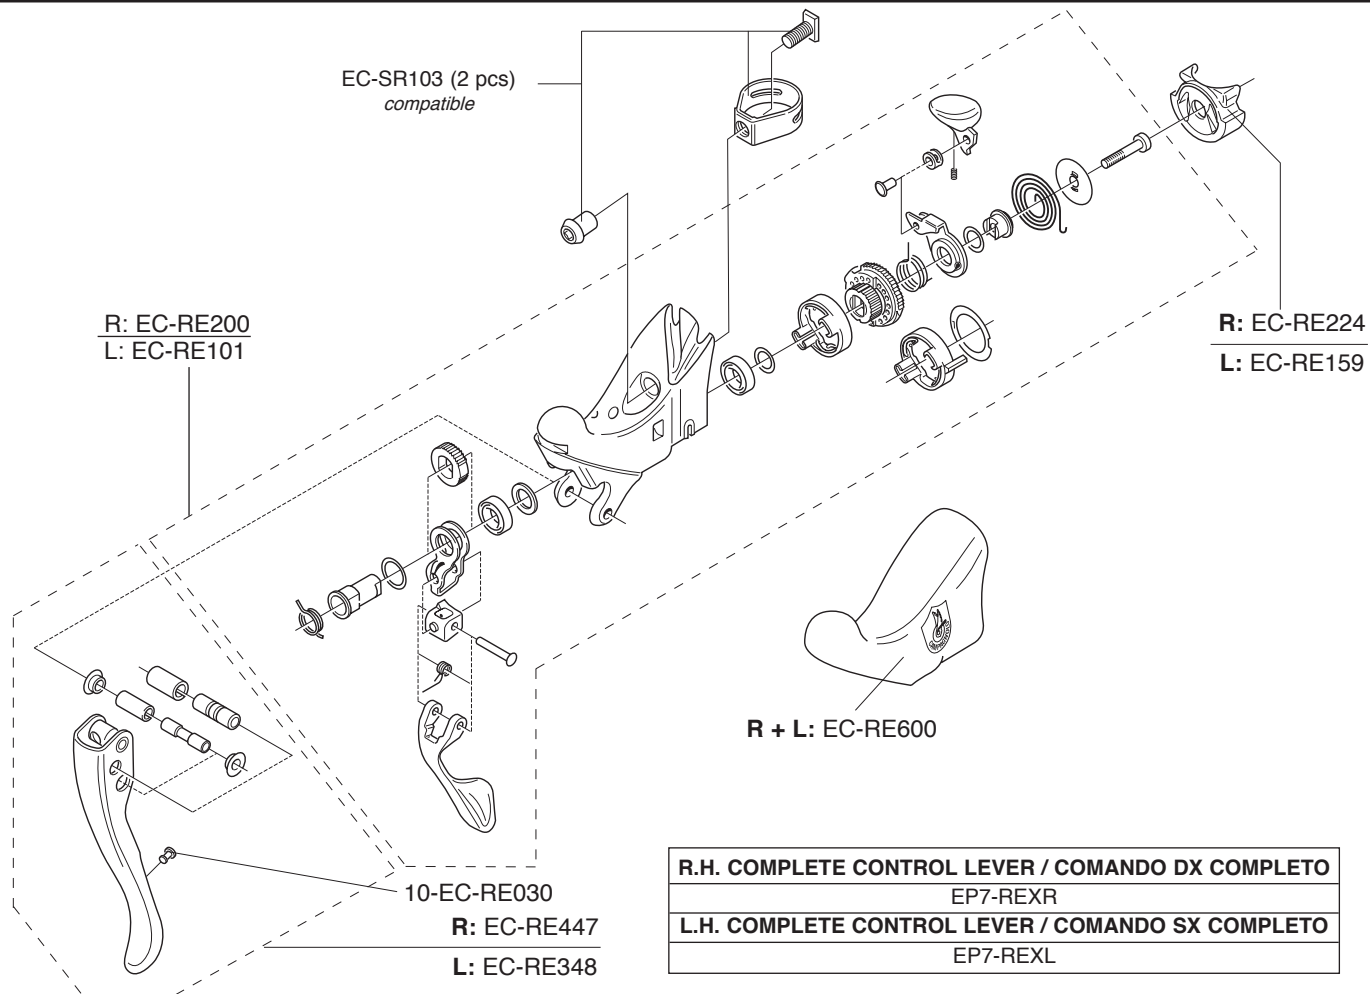 EC-SR103 (2 pcs)
compatible
R: EC-RE200
L: EC-RE101
R: EC-RE224
L: EC-RE159
R + L: EC-RE600
10-EC-RE030
R: EC-RE447
L: EC-RE348
R.H. COMPLETE CONTROL LEVER / COMANDO DX COMPLETO
EP7-REXR
L.H. COMPLETE CONTROL LEVER / COMANDO SX COMPLETO
EP7-REXL